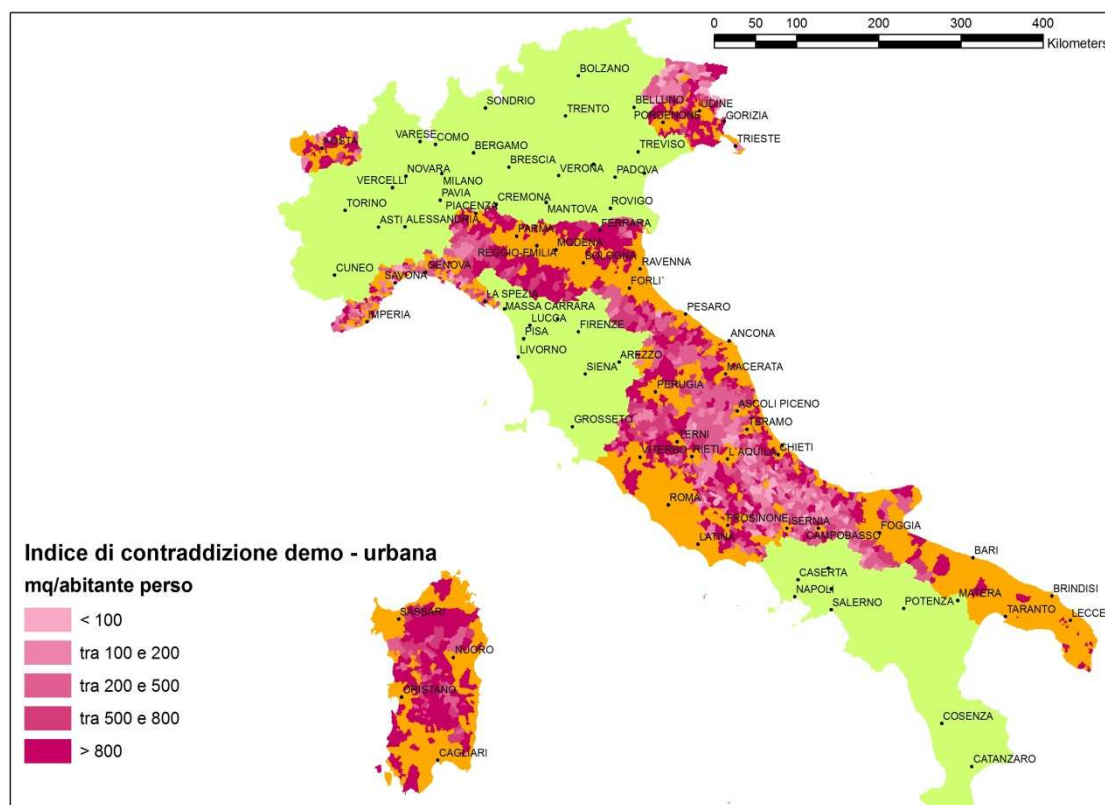 0 50 100 200 300 400
Kilometers
BOLZANO
SONDRIO
TRENTO
BELLUNO
UDINE
PORDENONE
GORIZIA
TRIESTE
AOSTA
VARESE
COMO
BERGAMO
TREVISO
BRESCIA
VERONA
PADOVA
NOVARA
VERCELLI
MILANO
PAVIA
CREMONA
MANTOVA
ROVIGO
TORINO
PIACENZA
ASTI
ALESSANDRIA
PARMA
FERRARA
REGGIO-EMILIA
MODENA
BOLOGNA
RAVENNA
CUNEO
GENOVA
SAVONA
FORLI`
LA SPEZIA
MASSA CARRARA
IMPERIA
LUCCA
FIRENZE
PESARO
PISA
ANCONA
LIVORNO
AREZZO
SIENA
MACERATA
PERUGIA
ASCOLI PICENO
GROSSETO
TERAMO
TERNI
CHIETI
VITERBO
RIETI
L`AQUILA
ROMA
FROSINONE
ISERNIA
CAMPOBASSO
FOGGIA
LATINA
BARI
CASERTA
NAPOLI
SALERNO
POTENZA
MATERA
BRINDISI
TARANTO
LECCE
COSENZA
CATANZARO
SASSARI
NUORO
ORISTANO
CAGLIARI
Indice di contraddizione demo - urbana
mq/abitante perso
< 100
tra 100 e 200
tra 200 e 500
tra 500 e 800
> 800